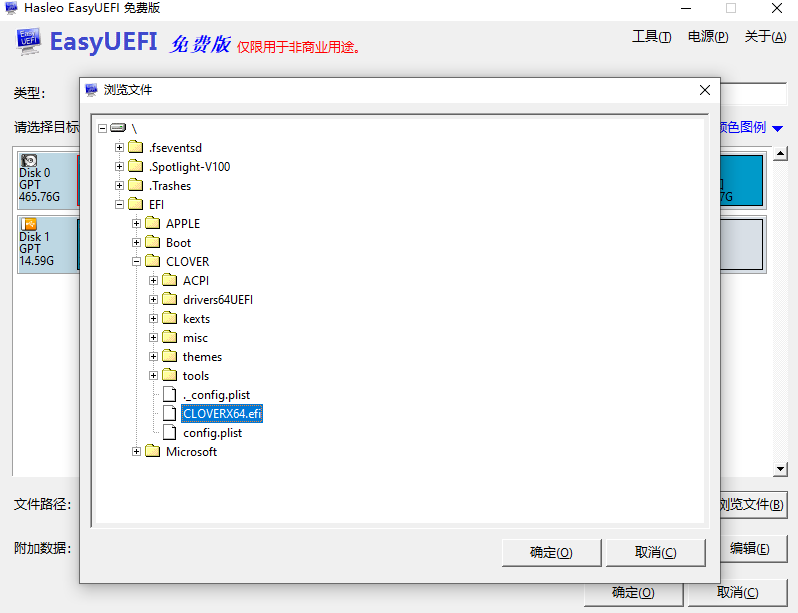 Hasleo EasyUEFI 免费版
EasyUEFI 免费版 仅限用于非商业用途。
工具(T) 电源(P) 关于(A)
类型:
浏览文件
请选择目标
颜色图例
\
.fseventsd
.Spotlight-V100
.Trashes
EFI
APPLE
Boot
CLOVER
ACPI
drivers64UEFI
kexts
misc
themes
tools
._config.plist
CLOVERX64.efi
config.plist
Microsoft
Disk 0
GPT
465.76G
7G
Disk 1
GPT
14.59G
文件路径:
浏览文件(B)
附加数据:
编辑(E)
确定(O) 取消(C)
确定(O) 取消(C)